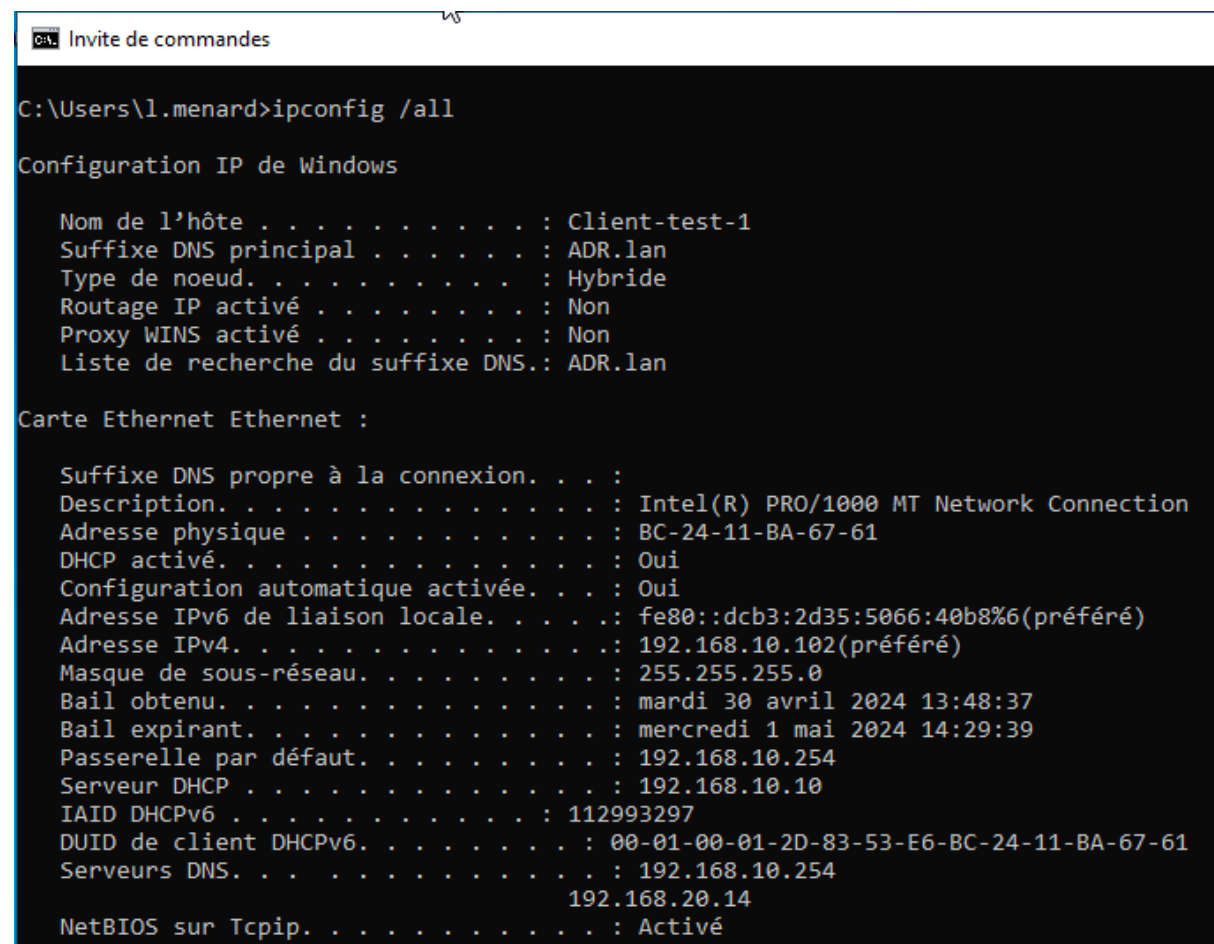 Invite de commandes
C:\Users\l.menard>ipconfig /all
Configuration IP de Windows
Nom de l’hôte . . . . . . . . . . : Client-test-1
Suffixe DNS principal . . . . . . : ADR.lan
Type de noeud. . . . . . . . . .  : Hybride
Routage IP activé . . . . . . . . : Non
Proxy WINS activé . . . . . . . . : Non
Liste de recherche du suffixe DNS.: ADR.lan
Carte Ethernet Ethernet :
Suffixe DNS propre à la connexion. . . :
Description. . . . . . . . . . . . . . : Intel(R) PRO/1000 MT Network Connection
Adresse physique . . . . . . . . . . . : BC-24-11-BA-67-61
DHCP activé. . . . . . . . . . . . . . : Oui
Configuration automatique activée. . . : Oui
Adresse IPv6 de liaison locale. . . . .: fe80::dcb3:2d35:5066:40b8%6(préféré)
Adresse IPv4. . . . . . . . . . . . . .: 192.168.10.102(préféré)
Masque de sous-réseau. . . . . . . . . : 255.255.255.0
Bail obtenu. . . . . . . . . . . . . . : mardi 30 avril 2024 13:48:37
Bail expirant. . . . . . . . . . . . . : mercredi 1 mai 2024 14:29:39
Passerelle par défaut. . . . . . . . . : 192.168.10.254
Serveur DHCP . . . . . . . . . . . . . : 192.168.10.10
IAID DHCPv6 . . . . . . . . . . . : 112993297
DUID de client DHCPv6. . . . . . . . : 00-01-00-01-2D-83-53-E6-BC-24-11-BA-67-61
Serveurs DNS. . .  . . . . . . . . . . : 192.168.10.254
192.168.20.14
NetBIOS sur Tcpip. . . . . . . . . . . : Activé